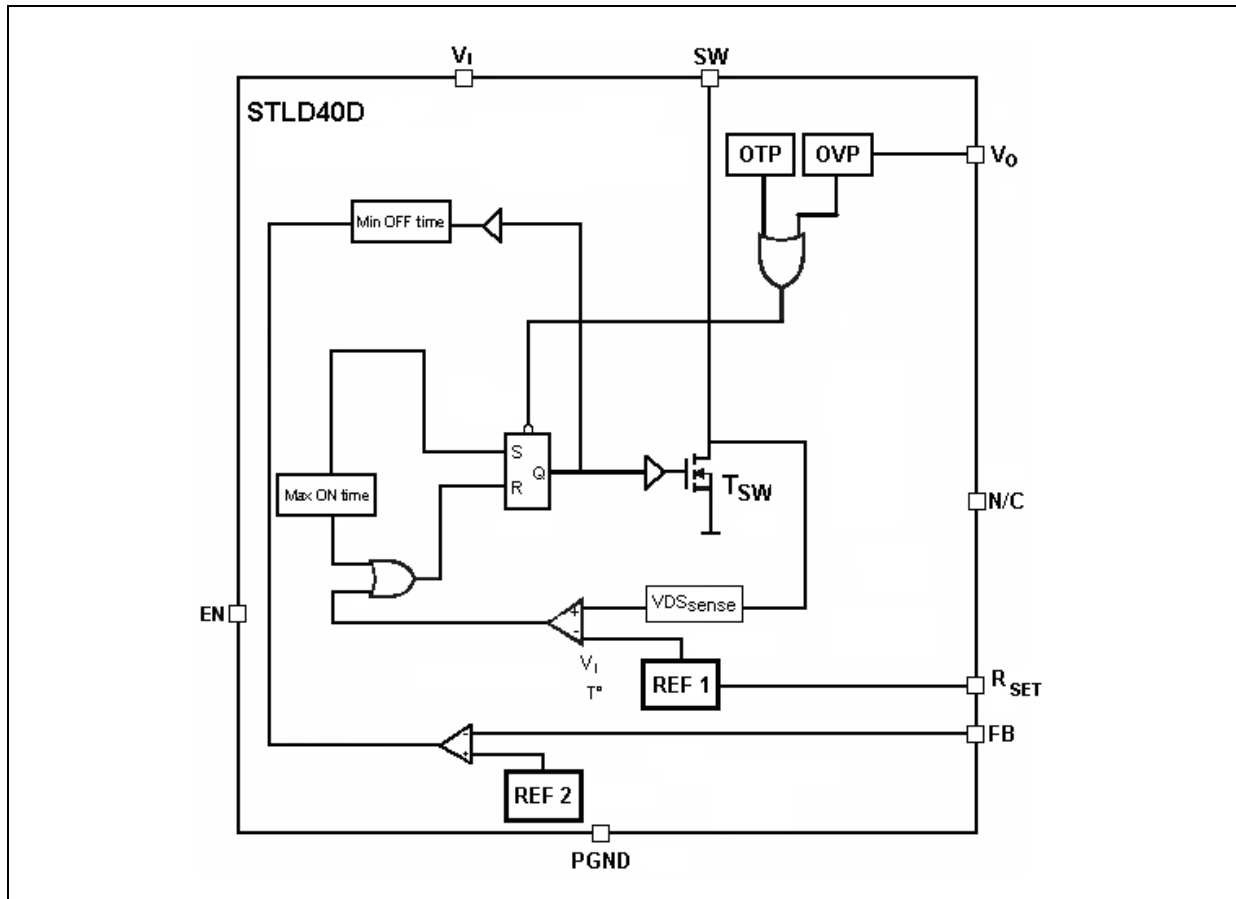 VI
SW
STLD40D
OTP
OVP
VO
Min OFF time
S
Q
R
Max ON time
TSW
N/C
EN
VDSsense
+
-
VI
T°
REF 1
RSET
FB
-
+
REF 2
PGND